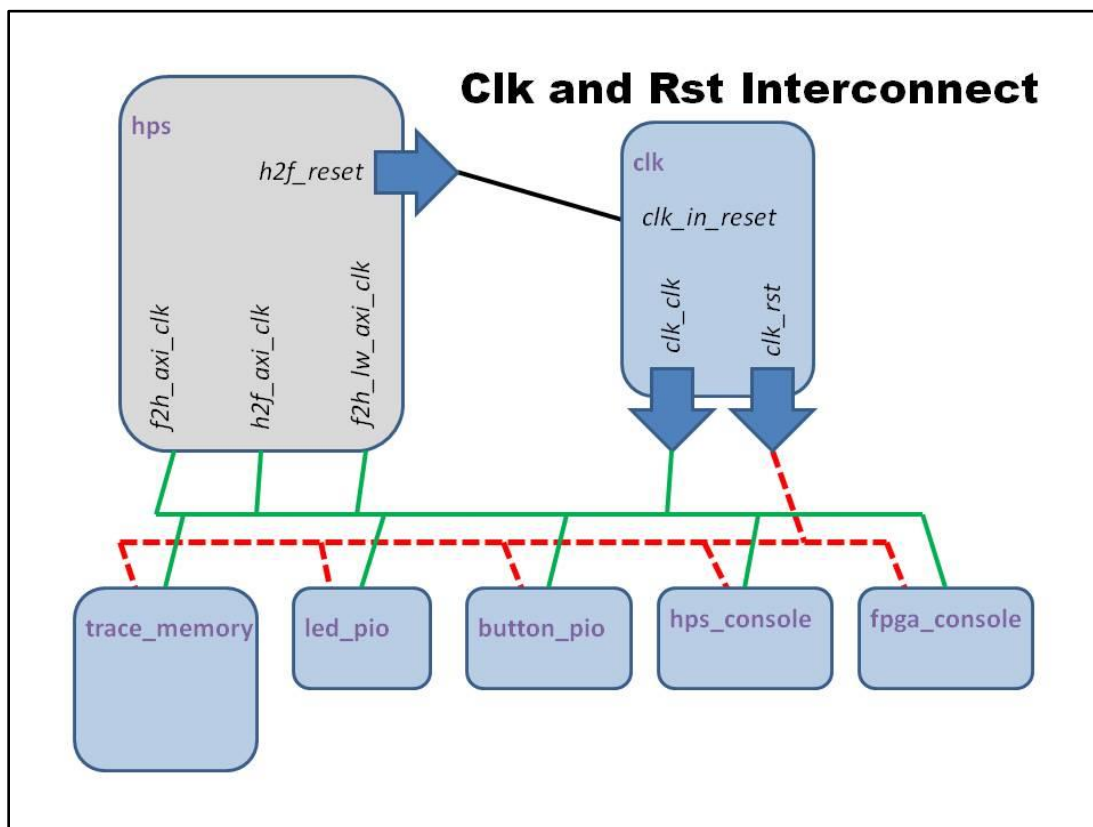 Clk and Rst Interconnect
hps
h2f_reset
f2h_axi_clk
h2f_axi_clk
f2h_lw_axi_clk
clk
clk_in_reset
clk_clk
clk_rst
trace_memory
led_pio
button_pio
hps_console
fpga_console